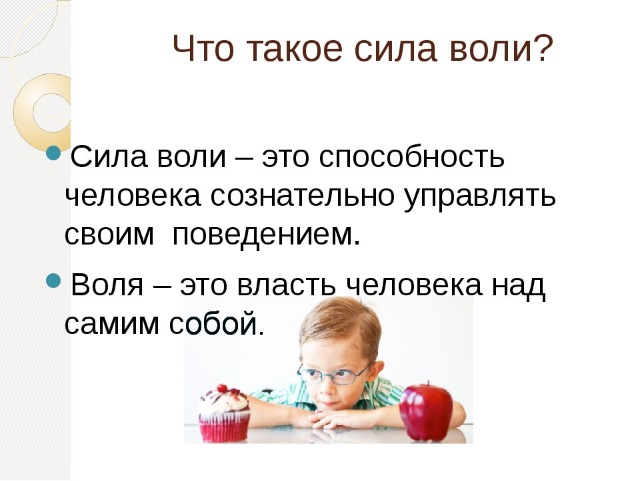 Что такое сила воли?
Сила воли – это способность
человека сознательно управлять
своим поведением.
Воля – это власть человека над
самим собой.